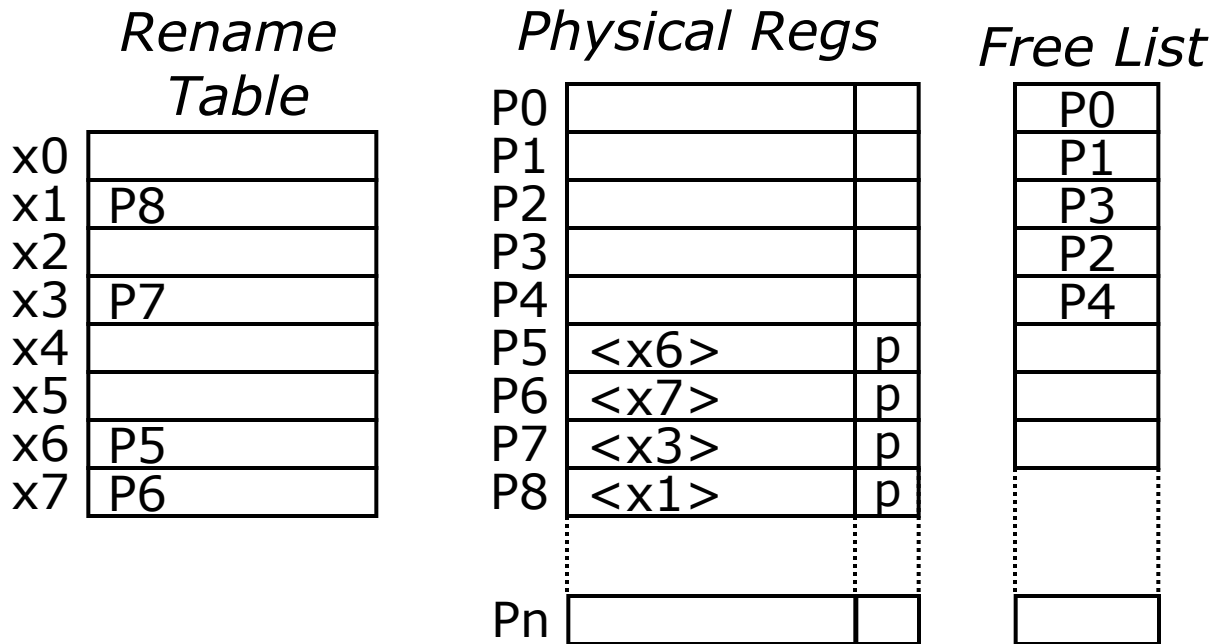 Rename
Table
x0
x1 P8
x2
x3 P7
x4
x5
x6 P5
x7 P6
Physical Regs
P0
P1
P2
P3
P4
P5 <x6> p
P6 <x7> p
P7 <x3> p
P8 <x1> p
Pn
Free List
P0
P1
P3
P2
P4